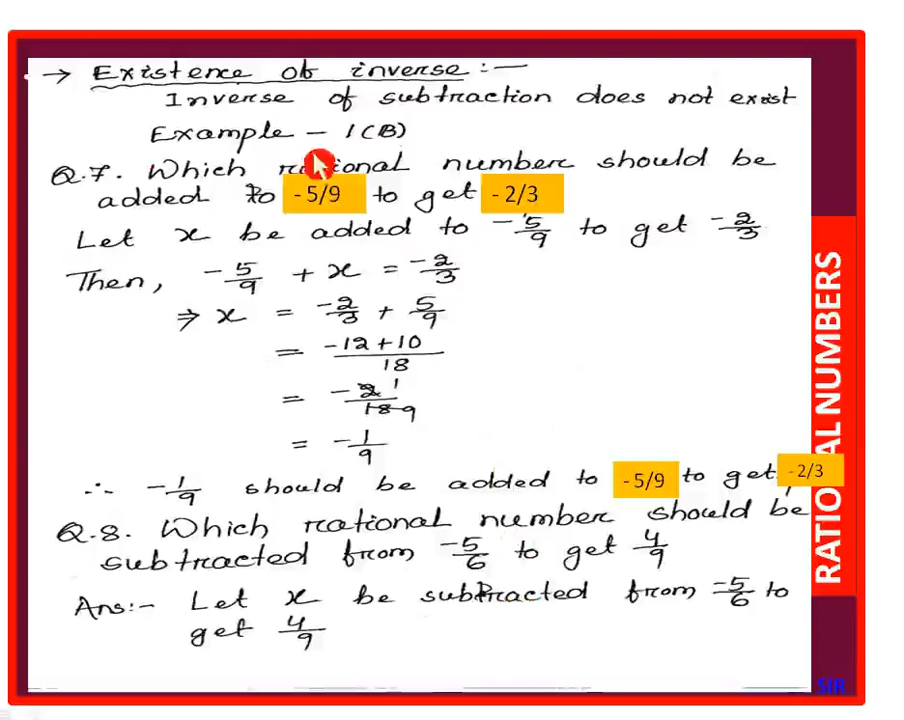 → Existence of inverse :—
Inverse of subtraction does not exist
Example – 1(B)
Q.7. Which rational number should be
added to -5/9 to get -2/3
Let x be added to -5/9 to get -2/3
Then, -5/9 + x = -2/3
⇒ x = -2/3 + 5/9
= -12+10/18
= -2 1/18 9
= -1/9
∴ -1/9 should be added to -5/9 to get -2/3
Q.8. Which rational number should be
subtracted from -5/6 to get 4/9
Ans:- Let x be subtracted from -5/6 to
get 4/9
RATIONAL NUMBERS
SIR